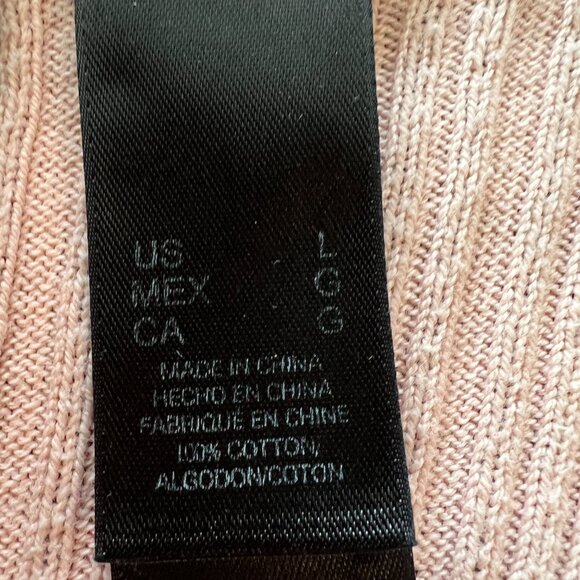 US L
MEX G
CA G
MADE IN CHINA
HECHO EN CHINA
FABRIQUÉ EN CHINE
100% COTTON,
ALGODON/COTON